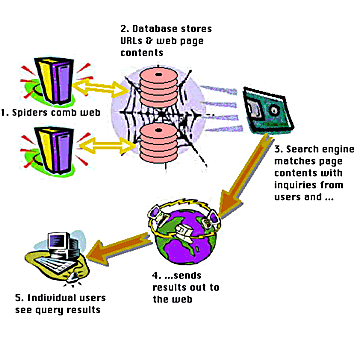 2. Database stores
URLs & web page
contents
1. Spiders comb web
3. Search engine
matches page
contents with
inquiries from
users and ...
4. ...sends
results out to
the web
5. Individual users
see query results